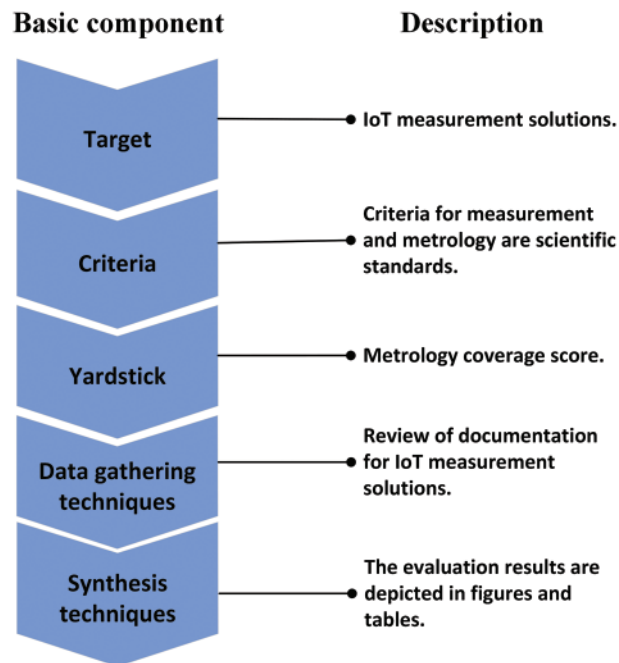 Basic component
Description
Target
IoT measurement solutions.
Criteria
Criteria for measurement
and metrology are scientific
standards.
Yardstick
Metrology coverage score.
Data gathering
techniques
Review of documentation
for IoT measurement
solutions.
Synthesis
techniques
The evaluation results are
depicted in figures and
tables.